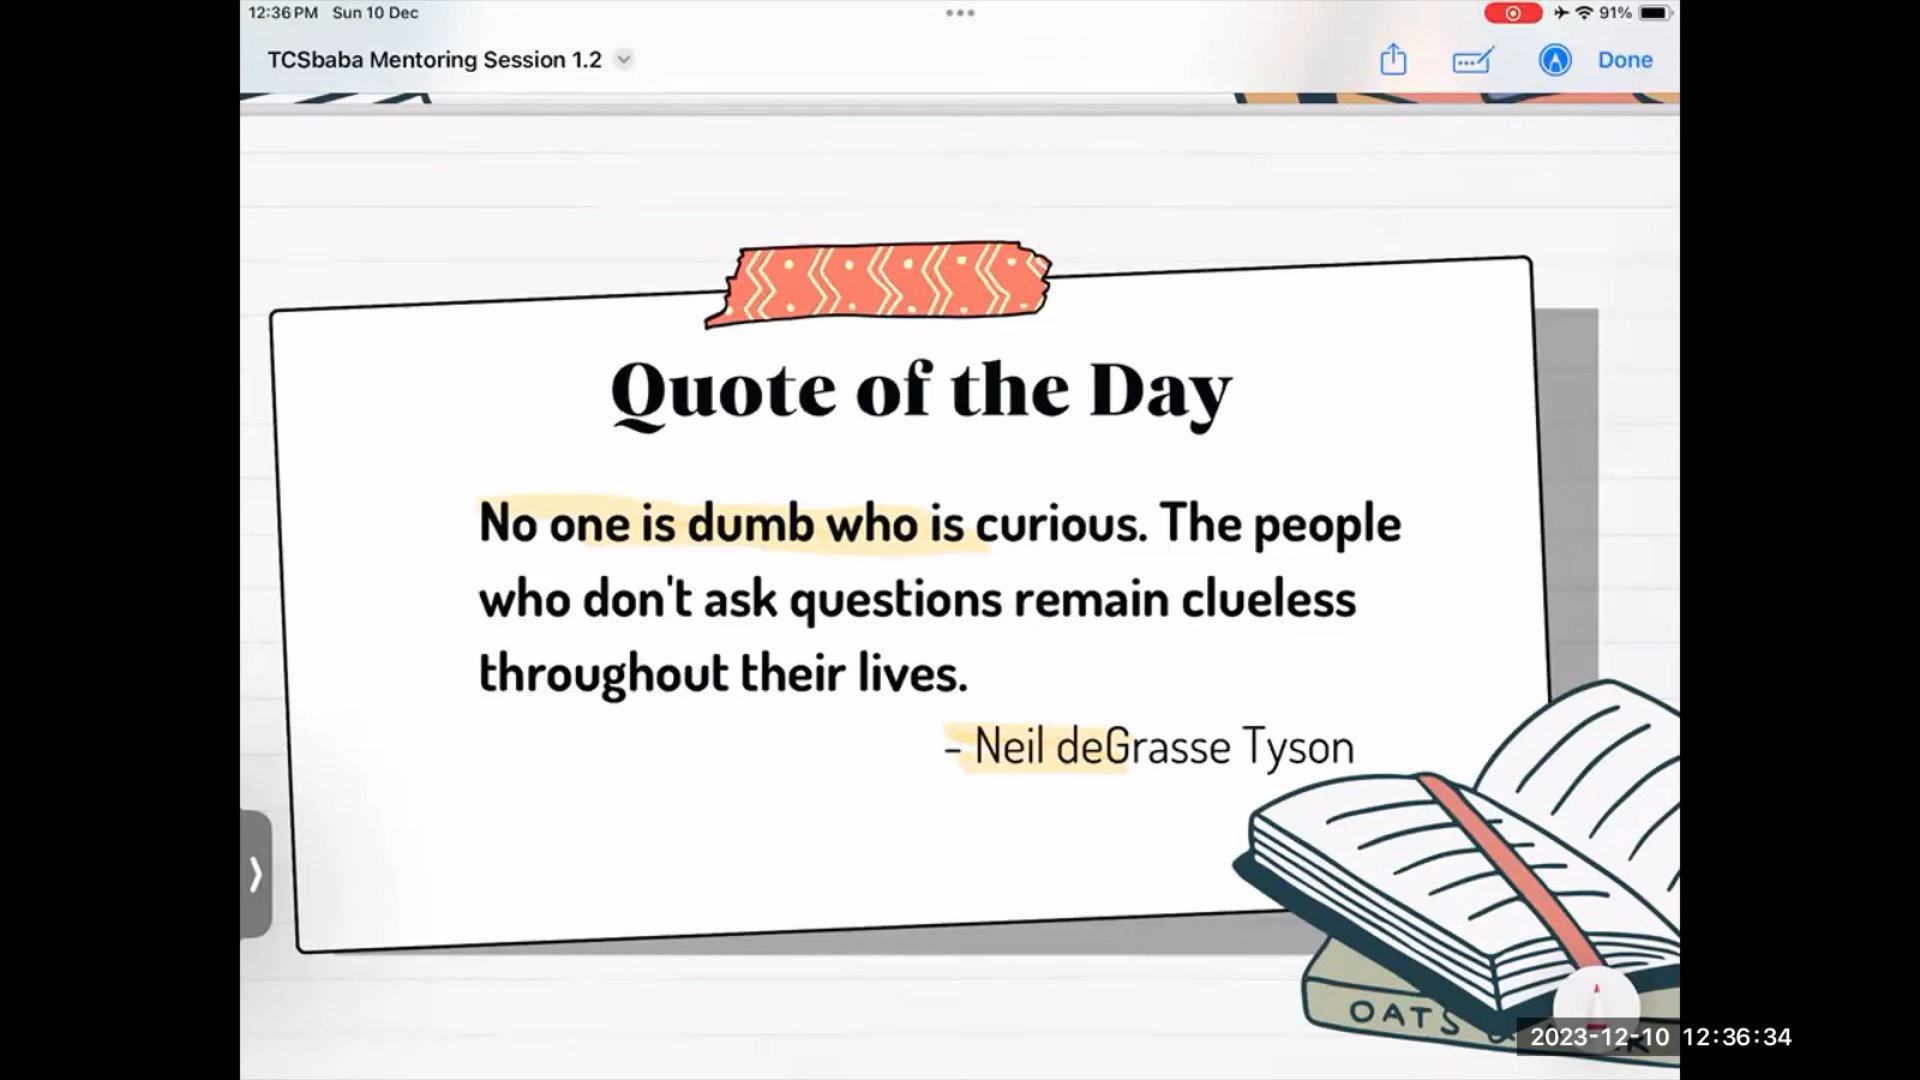 12:36 PM Sun 10 Dec
91%
TCSbaba Mentoring Session 1.2
Done
Quote of the Day
No one is dumb who is curious. The people
who don't ask questions remain clueless
throughout their lives.
- Neil deGrasse Tyson
OATS
2023-12-10 12:36:34